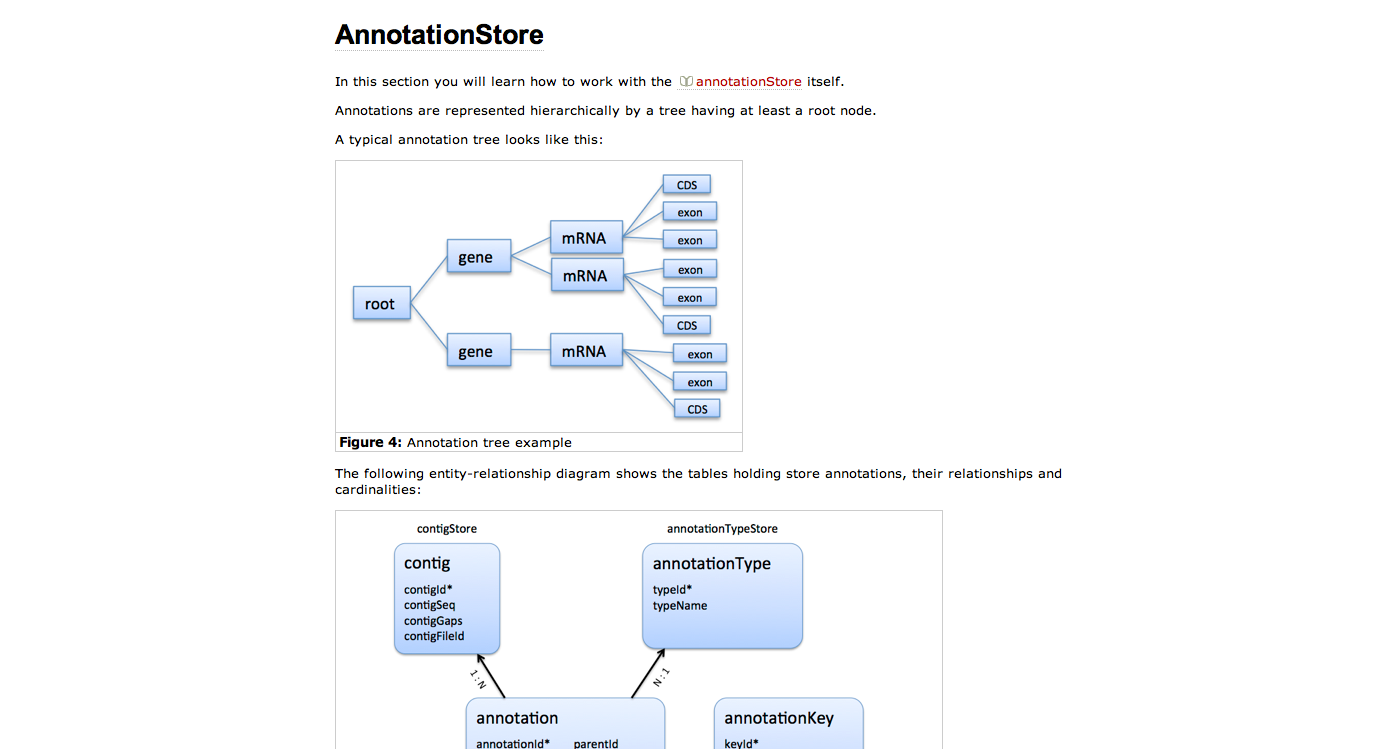 AnnotationStore
In this section you will learn how to work with the annotationStore itself.
Annotations are represented hierarchically by a tree having at least a root node.
A typical annotation tree looks like this:
CDS
exon
mRNA
exon
gene
mRNA
exon
exon
root
CDS
gene
mRNA
exon
exon
CDS
Figure 4: Annotation tree example
The following entity-relationship diagram shows the tables holding store annotations, their relationships and
cardinalities:
contigStore
annotationTypeStore
contig
contigId*
contigSeq
contigGaps
contigFileId
annotationType
typeId*
typeName
1:N
N:1
annotation
annotationId* parentId
annotationKey
keyId*